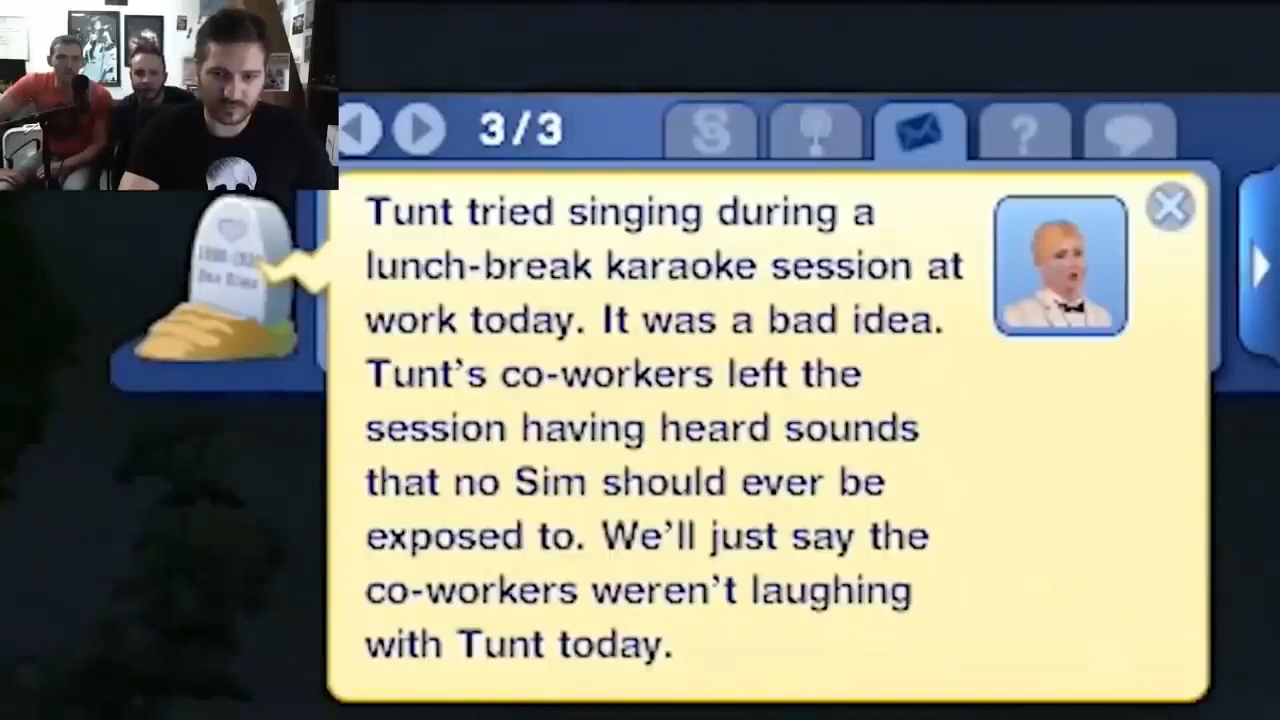 3/3
S
?
Tunt tried singing during a
lunch-break karaoke session at
work today. It was a bad idea.
Tunt’s co-workers left the
session having heard sounds
that no Sim should ever be
exposed to. We’ll just say the
co-workers weren’t laughing
with Tunt today.